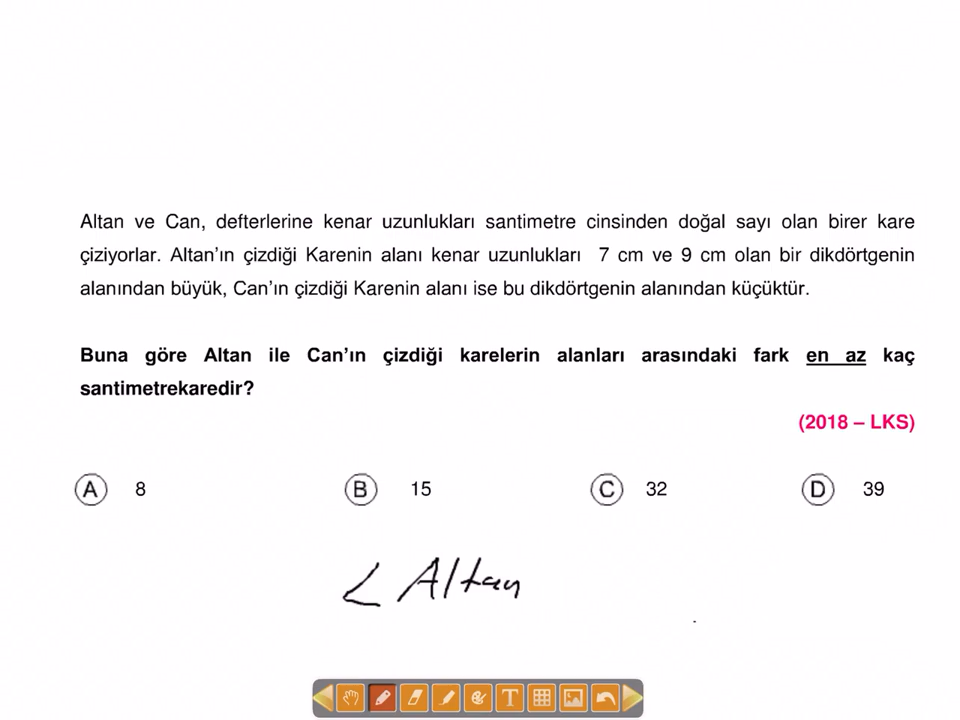 Altan ve Can, defterlerine kenar uzunlukları santimetre cinsinden doğal sayı olan birer kare
çiziyorlar. Altan’ın çizdiği Karenin alanı kenar uzunlukları 7 cm ve 9 cm olan bir dikdörtgenin
alanından büyük, Can’ın çizdiği Karenin alanı ise bu dikdörtgenin alanından küçüktür.
Buna göre Altan ile Can’ın çizdiği karelerin alanları arasındaki fark en az kaç
santimetrekaredir?
(2018 – LKS)
A 8 B 15 C 32 D 39
< Altan
T